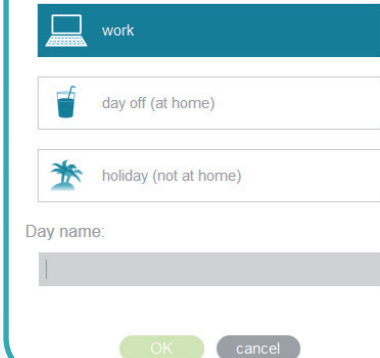 work
day off (at home)
holiday (not at home)
Day name:
OK cancel